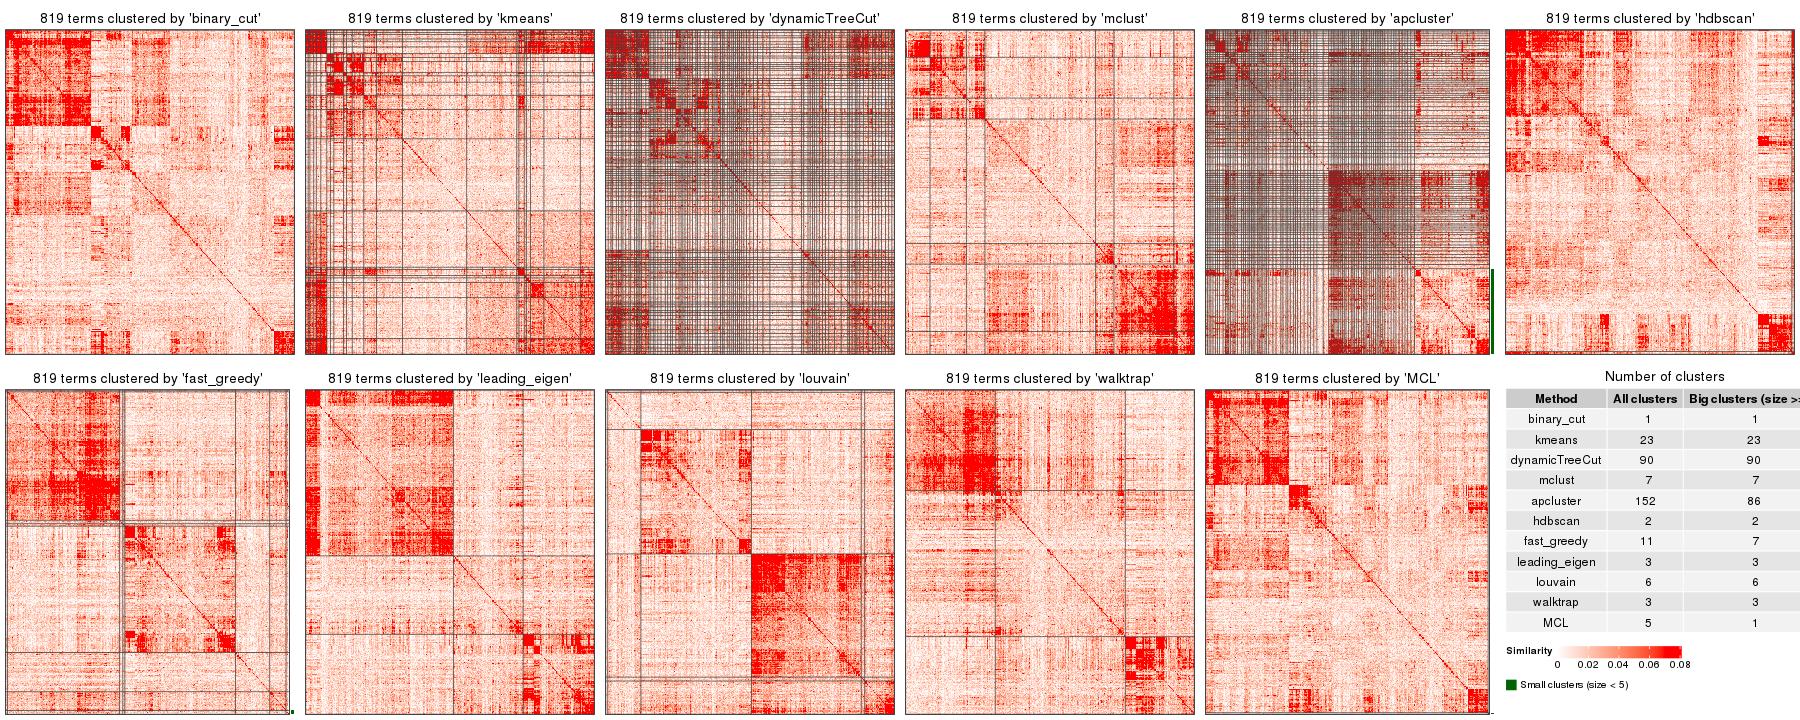 819 terms clustered by 'binary_cut'
819 terms clustered by 'kmeans'
819 terms clustered by 'dynamicTreeCut'
819 terms clustered by 'mclust'
819 terms clustered by 'apcluster'
819 terms clustered by 'hdbscan'
819 terms clustered by 'fast_greedy'
819 terms clustered by 'leading_eigen'
819 terms clustered by 'louvain'
819 terms clustered by 'walktrap'
819 terms clustered by 'MCL'
Number of clusters
Method All clusters Big clusters (size >=
binary_cut 1 1
kmeans 23 23
dynamicTreeCut 90 90
mclust 7 7
apcluster 152 86
hdbscan 2 2
fast_greedy 11 7
leading_eigen 3 3
louvain 6 6
walktrap 3 3
MCL 5 1
Similarity
0 0.02 0.04 0.06 0.08
Small clusters (size < 5)